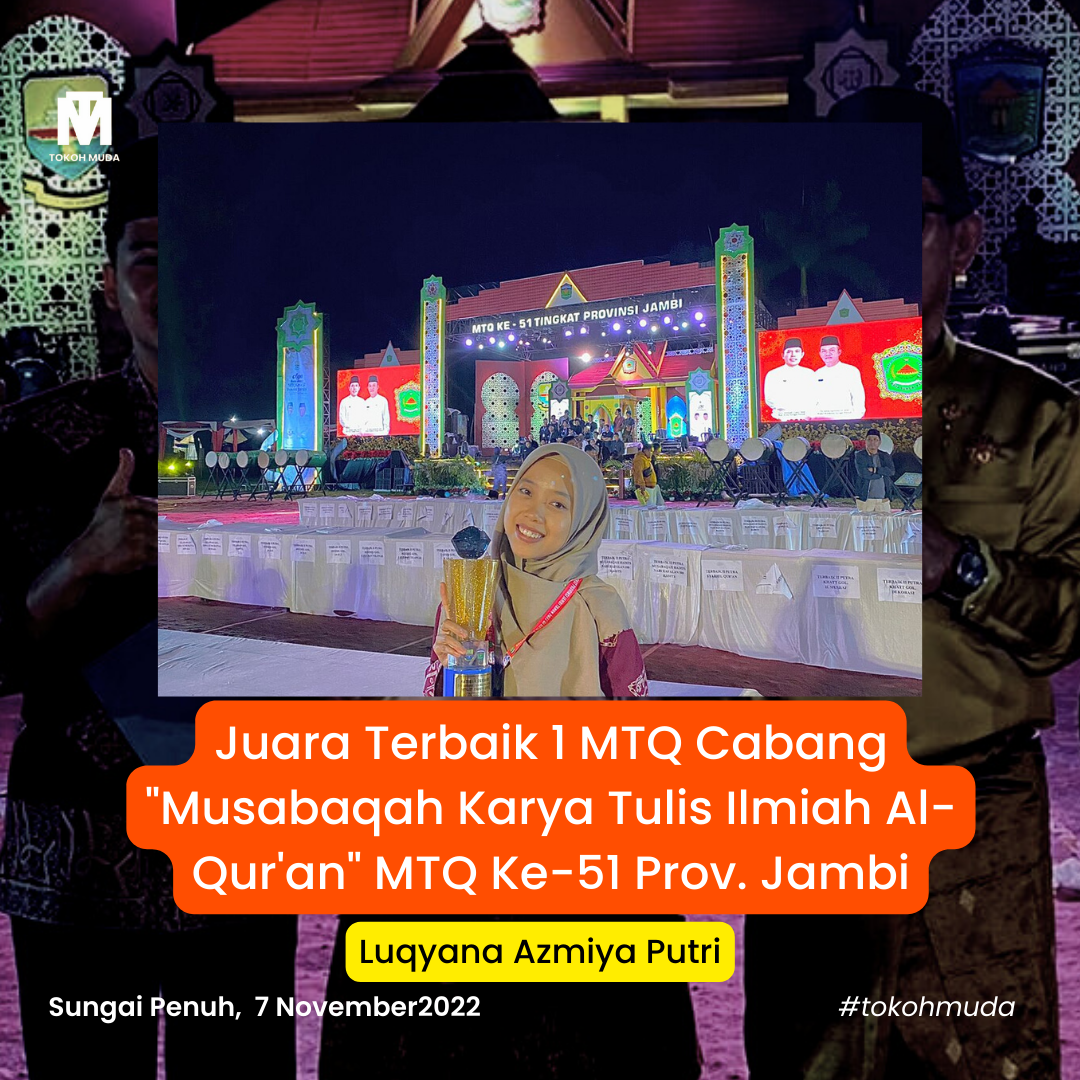 TM
TOKOH MUDA
MTQ KE - 51 TINGKAT PROVINSI JAMBI
Juara Terbaik 1 MTQ Cabang
"Musabaqah Karya Tulis Ilmiah Al-
Qur'an" MTQ Ke-51 Prov. Jambi
Luqyana Azmiya Putri
Sungai Penuh, 7 November2022
#tokohmuda